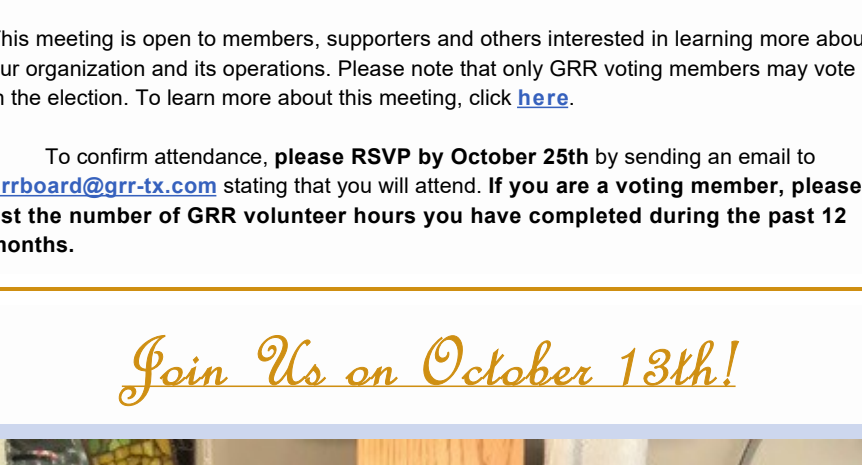 his meeting is open to members, supporters and others interested in learning more abou
ur organization and its operations. Please note that only GRR voting members may vote
n the election. To learn more about this meeting, click here.
To confirm attendance, please RSVP by October 25th by sending an email to
rrboard@grr-tx.com stating that you will attend. If you are a voting member, please
st the number of GRR volunteer hours you have completed during the past 12
onths.
Join Us on October 13th!